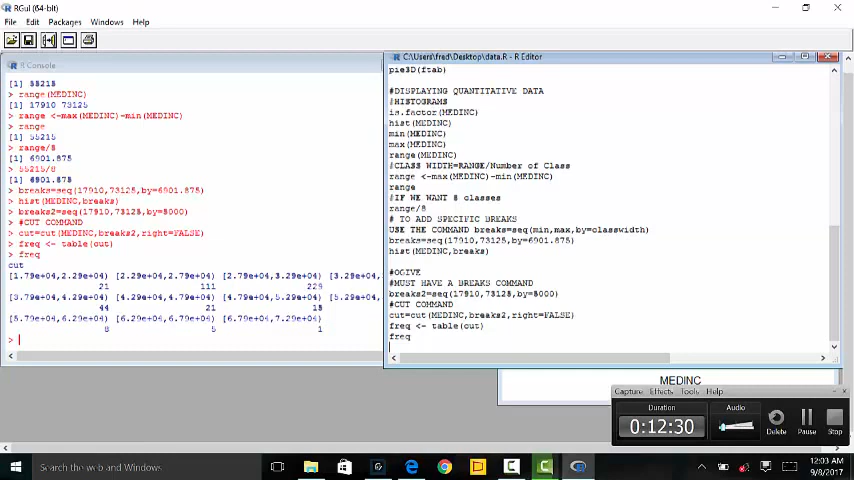 RGui (64-bit)
File Edit Packages Windows Help
R Console
[1] 55215
> range(MEDINC)
[1] 17910 73125
> range <-max(MEDINC)-min(MEDINC)
> range
[1] 55215
> range/8
[1] 6901.875
> 55215/8
[1] 6901.875
> breaks=seq(17910,73125,by=6901.875)
> hist(MEDINC,breaks)
> breaks2=seq(17910,73125,by=5000)
> #CUT COMMAND
> cut=cut(MEDINC,breaks2,right=FALSE)
> freq <- table(cut)
> freq
cut
[1.79e+04,2.29e+04) [2.29e+04,2.79e+04) [2.79e+04,3.29e+04) [3.29e+04,
21 111 229
[3.79e+04,4.29e+04) [4.29e+04,4.79e+04) [4.79e+04,5.29e+04) [5.29e+04,
44 21 18
[5.79e+04,6.29e+04) [6.29e+04,6.79e+04) [6.79e+04,7.29e+04)
8 5 1
>
C:\Users\fred\Desktop\data.R - R Editor
pie3D(ftab)
#DISPLAYING QUANTITATIVE DATA
#HISTOGRAMS
is.factor(MEDINC)
hist(MEDINC)
min(MEDINC)
max(MEDINC)
range(MEDINC)
#CLASS WIDTH=RANGE/Number of Class
range <-max(MEDINC)-min(MEDINC)
range
#IF WE WANT 8 classes
range/8
# TO ADD SPECIFIC BREAKS
USE THE COMMAND breaks=seq(min,max,by=classwidth)
breaks=seq(17910,73125,by=6901.875)
hist(MEDINC,breaks)
#OGIVE
#MUST HAVE A BREAKS COMMAND
breaks2=seq(17910,73125,by=5000)
#CUT COMMAND
cut=cut(MEDINC,breaks2,right=FALSE)
freq <- table(cut)
freq
MEDINC
Capture Effects Tools Help
Duration
0:12:30
Audio
Delete
Pause
Stop
Search the web and Windows
12:03 AM
9/8/2017